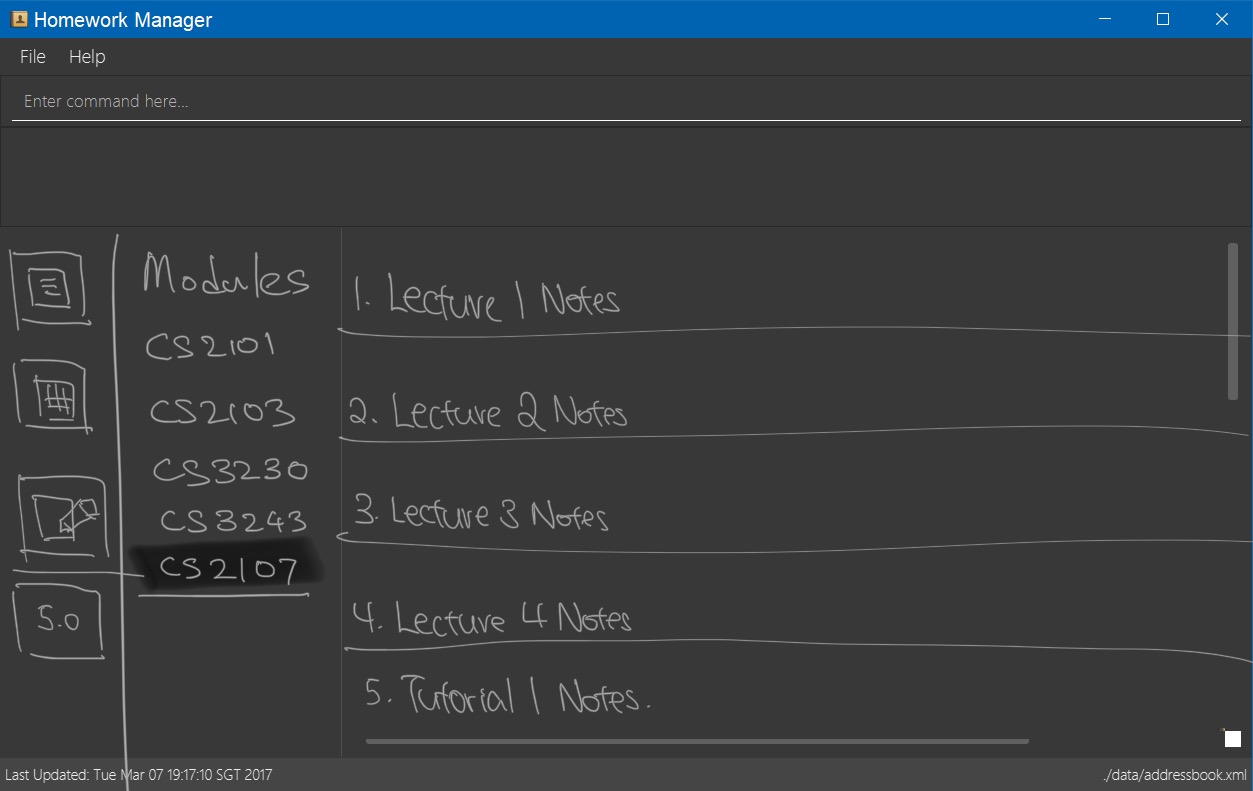 Homework Manager
File Help
Enter command here...
Modules
CS2101
CS2103
CS3230
CS3243
CS2107
5.0
1. Lecture 1 Notes
2. Lecture 2 Notes
3. Lecture 3 Notes
4. Lecture 4 Notes
5. Tutorial 1 Notes.
Last Updated: Tue Mar 07 19:17:10 SGT 2017
./data/addressbook.xml